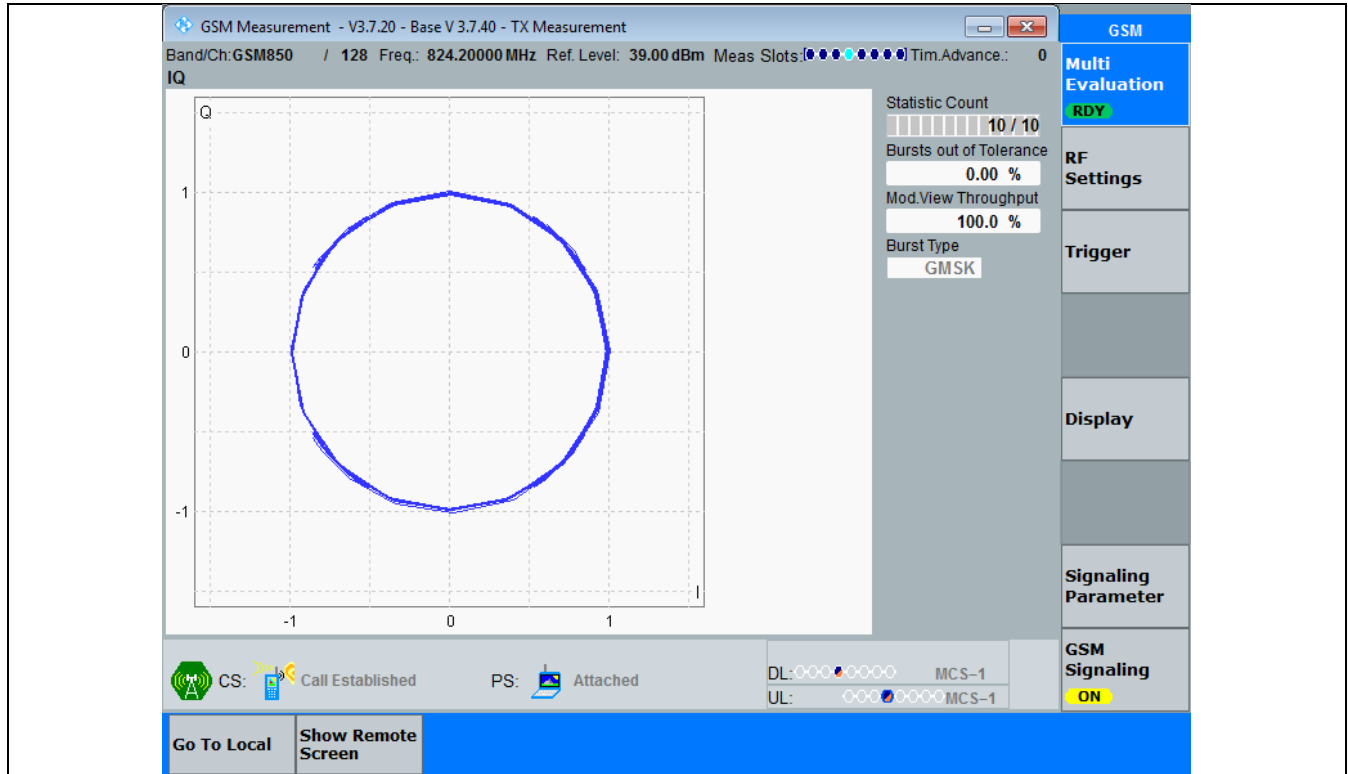 GSM Measurement - V3.7.20 - Base V 3.7.40 - TX Measurement
Band/Ch:GSM850 / 128 Freq.: 824.20000 MHz Ref. Level: 39.00 dBm Meas Slots: Tim.Advance.: 0
IQ
Q
1
0
-1
I
-1 0 1
Statistic Count
10 / 10
Bursts out of Tolerance
0.00 %
Mod.View Throughput
100.0 %
Burst Type
GMSK
CS: Call Established PS: Attached
DL: MCS-1
UL: MCS-1
GSM
Multi
Evaluation
RDY
RF
Settings
Trigger
Display
Signaling
Parameter
GSM
Signaling
ON
Go To Local
Show Remote
Screen